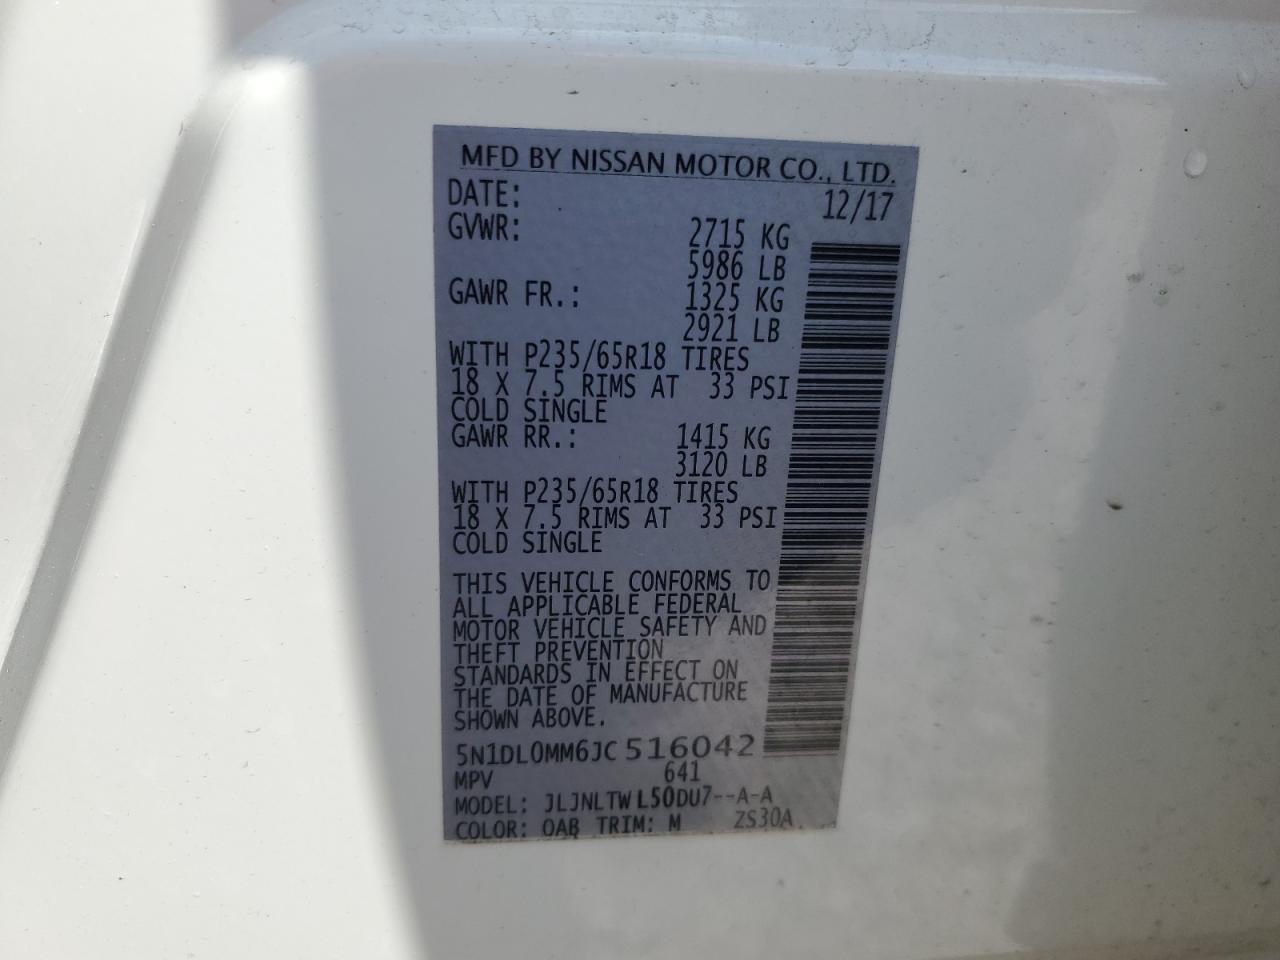 MFD BY NISSAN MOTOR CO., LTD.
DATE: 12/17
GVWR: 2715 KG
5986 LB
GAWR FR.: 1325 KG
2921 LB
WITH P235/65R18 TIRES
18 X 7.5 RIMS AT 33 PSI
COLD SINGLE
GAWR RR.: 1415 KG
3120 LB
WITH P235/65R18 TIRES
18 X 7.5 RIMS AT 33 PSI
COLD SINGLE
THIS VEHICLE CONFORMS TO
ALL APPLICABLE FEDERAL
MOTOR VEHICLE SAFETY AND
THEFT PREVENTION
STANDARDS IN EFFECT ON
THE DATE OF MANUFACTURE
SHOWN ABOVE.
5N1DL0MM6JC516042
MPV 641
MODEL: JLJNLTWL50DU7--A-A
COLOR: QAB TRIM: M ZS30A